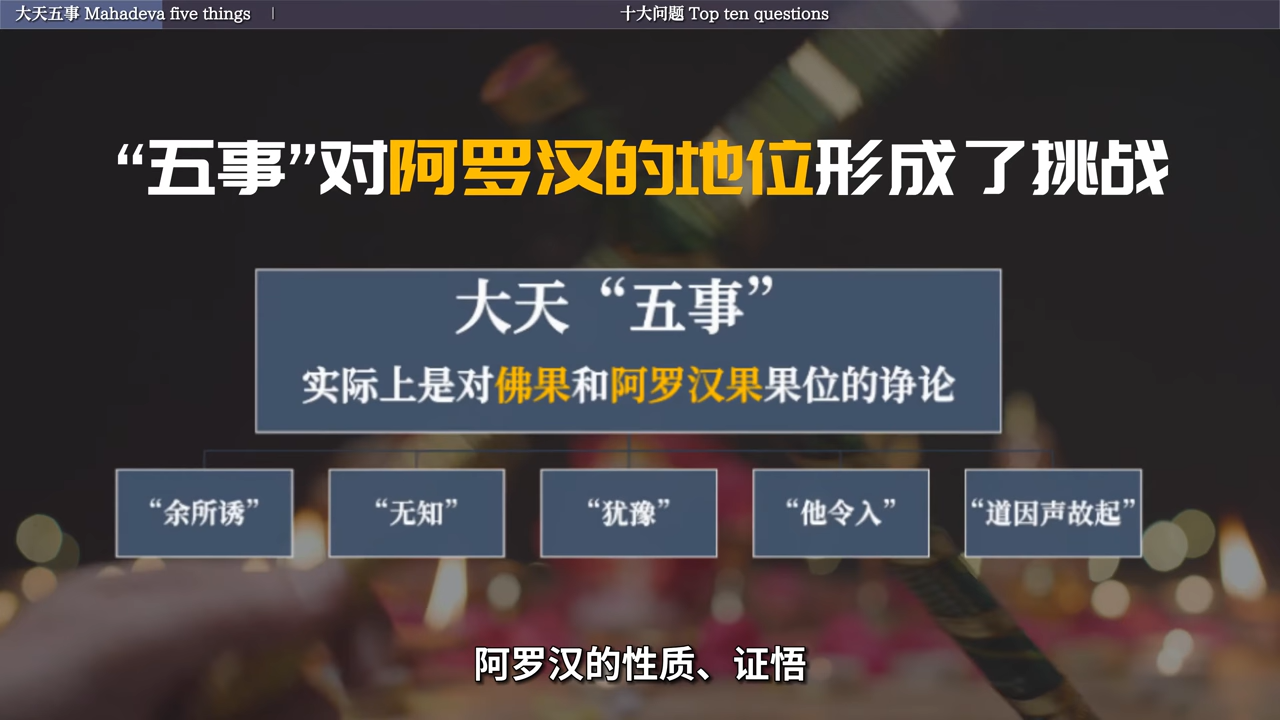 大天五事 Mahadeva five things
十大问题 Top ten questions
“五事”对阿罗汉的地位形成了挑战
大天“五事”
实际上是对佛果和阿罗汉果果位的诤论
“余所诱”
“无知”
“犹豫”
“他令入”
“道因声故起”
阿罗汉的性质、证悟